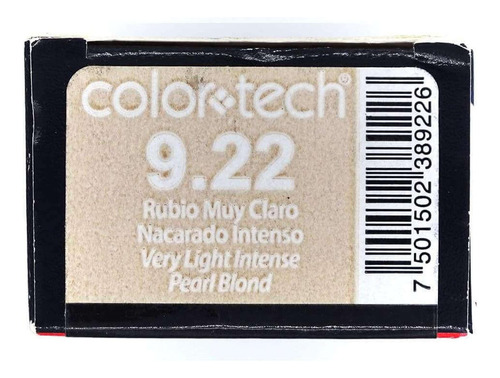 color tech®
9.22
Rubio Muy Claro
Nacarado Intenso
Very Light Intense
Pearl Blond
7 501502 389226